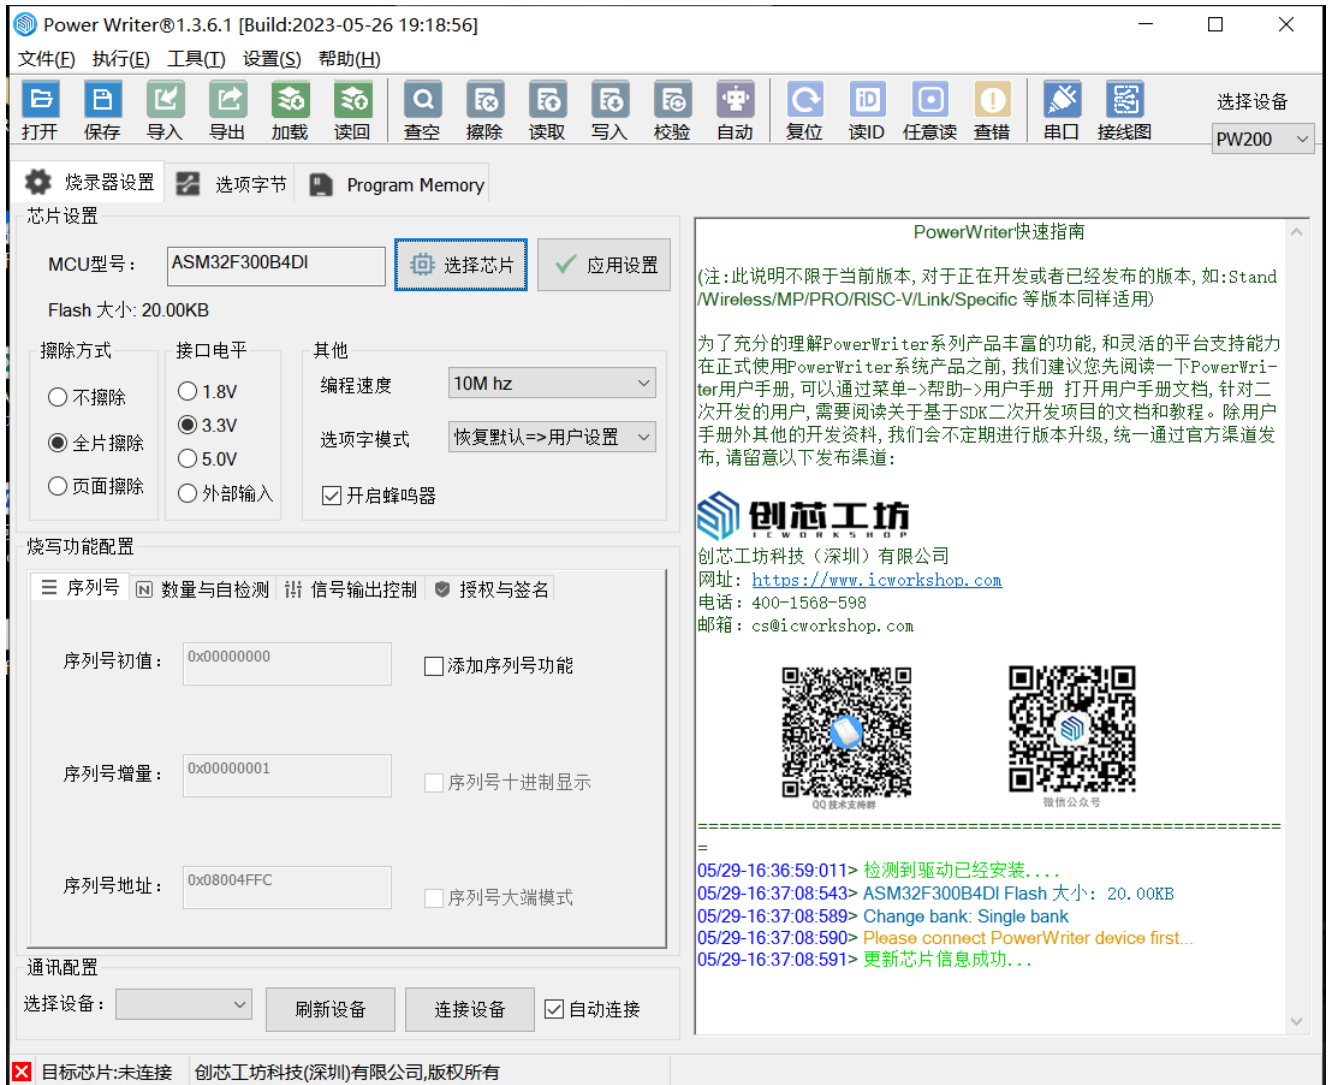 Power Writer®1.3.6.1 [Build:2023-05-26 19:18:56]
文件(F) 执行(E) 工具(T) 设置(S) 帮助(H)
打开 保存 导入 导出 加载 读回 查空 擦除 读取 写入 校验 自动 复位 读ID 任意读 查错 串口 接线图
选择设备
PW200
烧录器设置 选项字节 Program Memory
芯片设置
MCU型号：
ASM32F300B4DI
选择芯片
应用设置
Flash 大小: 20.00KB
擦除方式
不擦除
全片擦除
页面擦除
接口电平
1.8V
3.3V
5.0V
外部输入
其他
编程速度
10M hz
选项字模式
恢复默认=>用户设置
开启蜂鸣器
烧写功能配置
序列号 数量与自检测 信号输出控制 授权与签名
序列号初值：
0x00000000
添加序列号功能
序列号增量：
0x00000001
序列号十进制显示
序列号地址：
0x08004FFC
序列号大端模式
通讯配置
选择设备：
刷新设备
连接设备
自动连接
PowerWriter快速指南
(注:此说明不限于当前版本,对于正在开发或者已经发布的版本,如:Stand
/Wireless/MP/PRO/RISC-V/Link/Specific 等版本同样适用)
为了充分的理解PowerWriter系列产品丰富的功能,和灵活的平台支持能力
在正式使用PowerWriter系统产品之前,我们建议您先阅读一下PowerWri-
ter用户手册,可以通过菜单->帮助->用户手册 打开用户手册文档,针对二
次开发的用户,需要阅读关于基于SDK二次开发项目的文档和教程。除用户
手册外其他的开发资料,我们会不定期进行版本升级,统一通过官方渠道发
布,请留意以下发布渠道:
创芯工坊
ICWORKSHOP
创芯工坊科技（深圳）有限公司
网址: https://www.icworkshop.com
电话: 400-1568-598
邮箱: cs@icworkshop.com
QQ技术支持群
微信公众号
======================================================
=
05/29-16:36:59:011> 检测到驱动已经安装....
05/29-16:37:08:543> ASM32F300B4DI Flash 大小: 20.00KB
05/29-16:37:08:589> Change bank: Single bank
05/29-16:37:08:590> Please connect PowerWriter device first...
05/29-16:37:08:591> 更新芯片信息成功...
目标芯片:未连接
创芯工坊科技(深圳)有限公司,版权所有